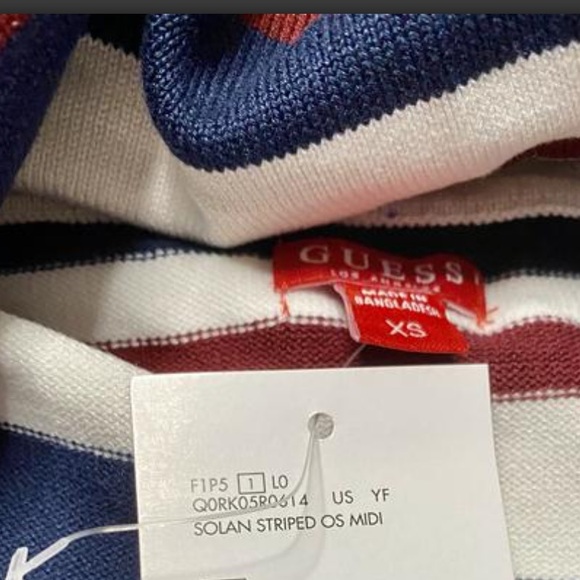 GUESS
LOS ANGELES
MADE IN
BANGLADESH
XS
F1P5 1 L0
Q0RK05R0614 US YF
SOLAN STRIPED OS MIDI